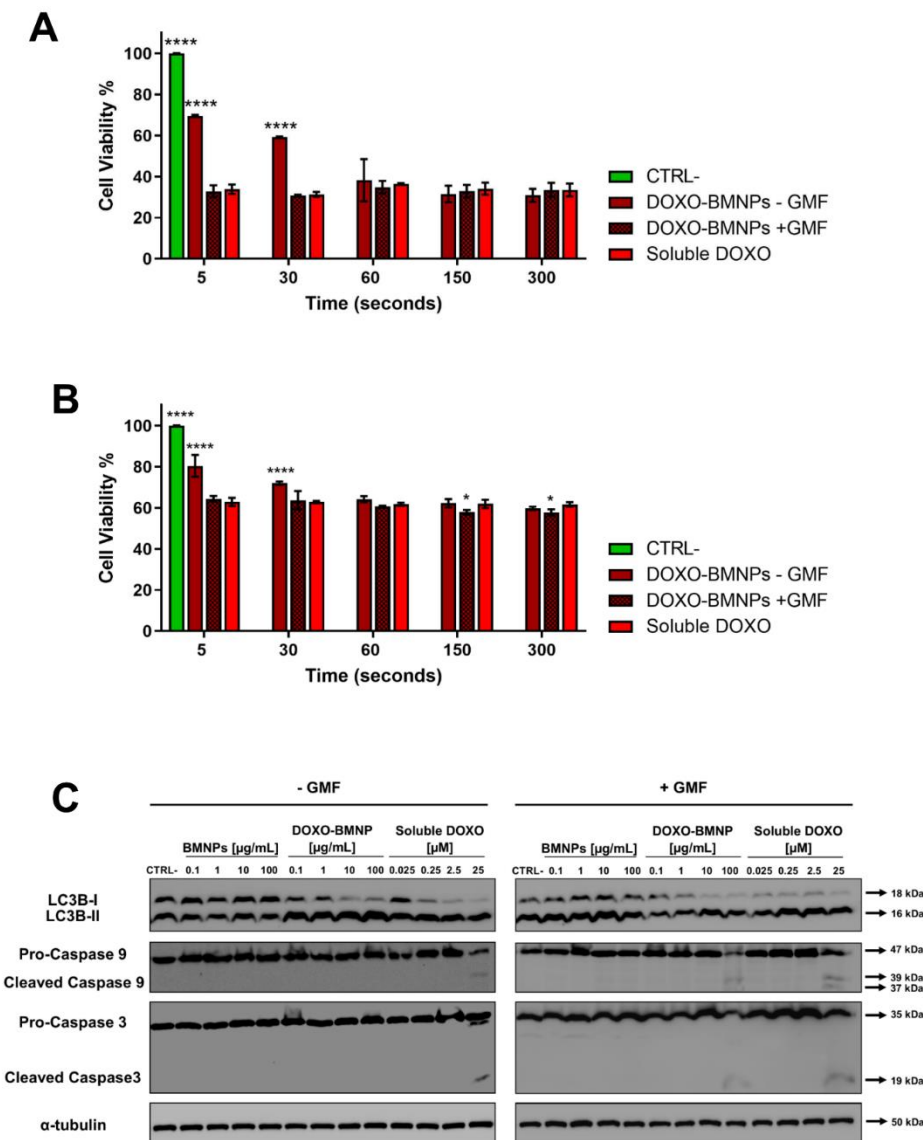 A
Cell Viability %
100
80
60
40
20
0
****
****
****
5 30 60 150 300
Time (seconds)
CTRL-
DOXO-BMNPs - GMF
DOXO-BMNPs +GMF
Soluble DOXO
B
Cell Viability %
100
80
60
40
20
0
****
****
****
*
*
5 30 60 150 300
Time (seconds)
CTRL-
DOXO-BMNPs - GMF
DOXO-BMNPs +GMF
Soluble DOXO
C
- GMF + GMF
BMNPs [µg/mL] DOXO-BMNP [µg/mL] Soluble DOXO [µM] BMNPs [µg/mL] DOXO-BMNP [µg/mL] Soluble DOXO [µM]
CTRL- 0.1 1 10 100 0.1 1 10 100 0.025 0.25 2.5 25 CTRL- 0.1 1 10 100 0.1 1 10 100 0.025 0.25 2.5 25
LC3B-I 18 kDa
LC3B-II 16 kDa
Pro-Caspase 9 47 kDa
Cleaved Caspase 9 39 kDa
37 kDa
Pro-Caspase 3 35 kDa
Cleaved Caspase3 19 kDa
α-tubulin 50 kDa